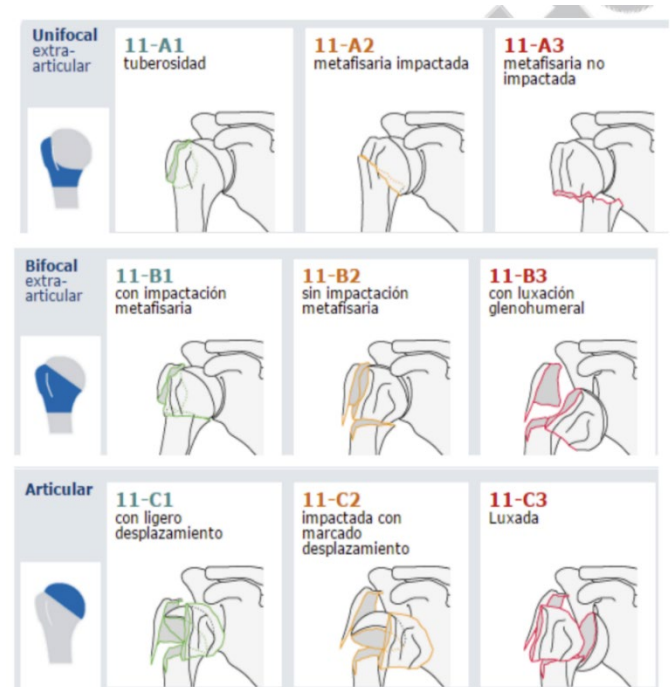 Unifocal
extra-
articular
11-A1
tuberosidad
11-A2
metafisaria impactada
11-A3
metafisaria no
impactada
Bifocal
extra-
articular
11-B1
con impactación
metafisaria
11-B2
sin impactación
metafisaria
11-B3
con luxación
glenohumeral
Articular
11-C1
con ligero
desplazamiento
11-C2
impactada con
marcado
desplazamiento
11-C3
Luxada